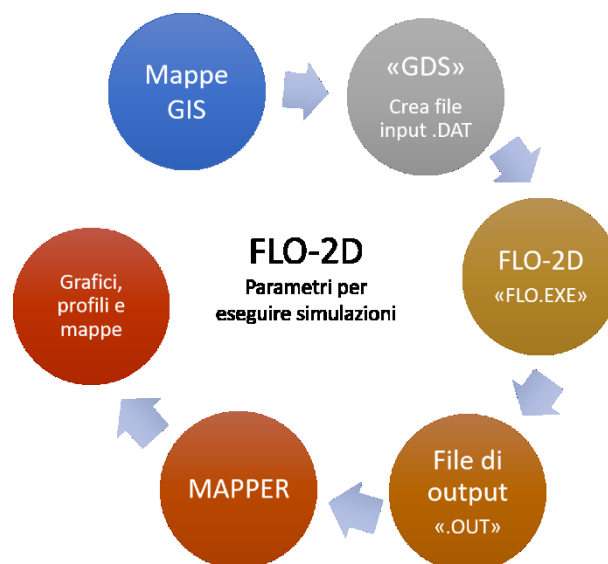 Mappe
GIS
«GDS»
Crea file
input .DAT
FLO-2D
«FLO.EXE»
File di
output
«.OUT»
MAPPER
Grafici,
profili e
mappe
FLO-2D
Parametri per
eseguire simulazioni